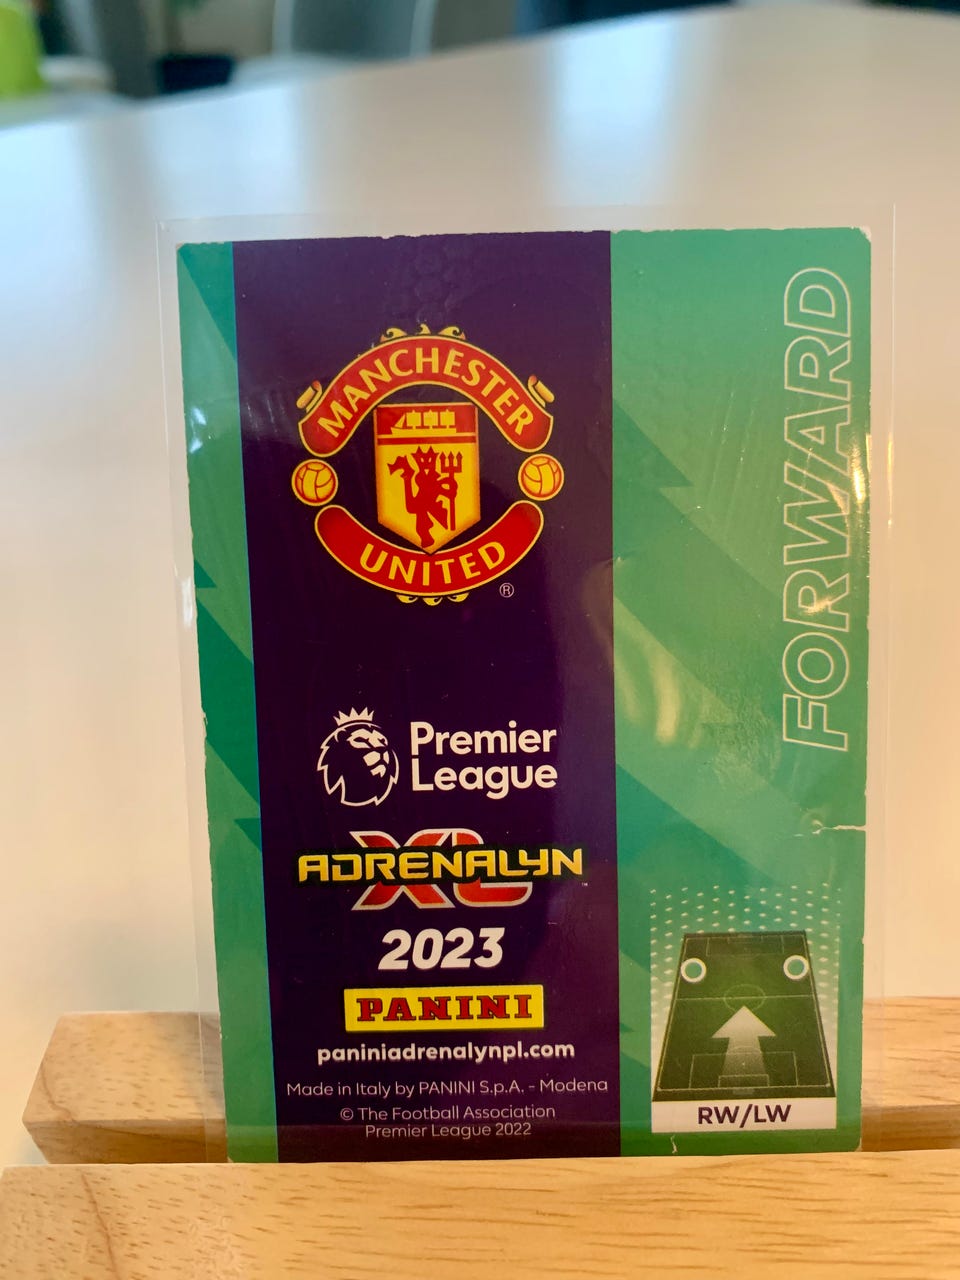 MANCHESTER
UNITED
®
Premier
League
ADRENALYN
XL
2023
PANINI
paniniadrenalynpl.com
Made in Italy by PANINI S.p.A. - Modena
© The Football Association
Premier League 2022
FORWARD
RW/LW